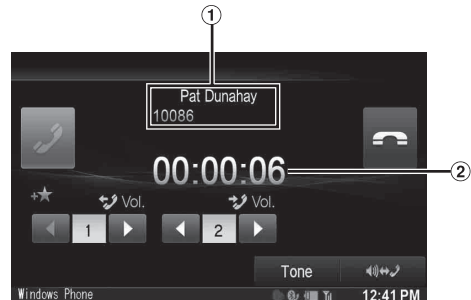 ①
Pat Dunahay
10086
00:00:06
②
Vol. Vol.
1 2
Tone
Windows Phone 12:41 PM